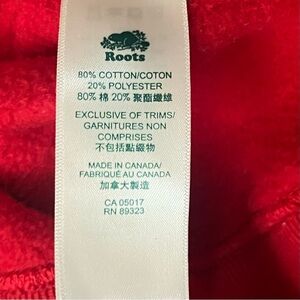 Roots
80% COTTON/COTON
20% POLYESTER
80% 棉 20% 聚酯纖維
EXCLUSIVE OF TRIMS/
GARNITURES NON
COMPRISES
不包括點綴物
MADE IN CANADA/
FABRIQUÉ AU CANADA
加拿大製造
CA 05017
RN 89323